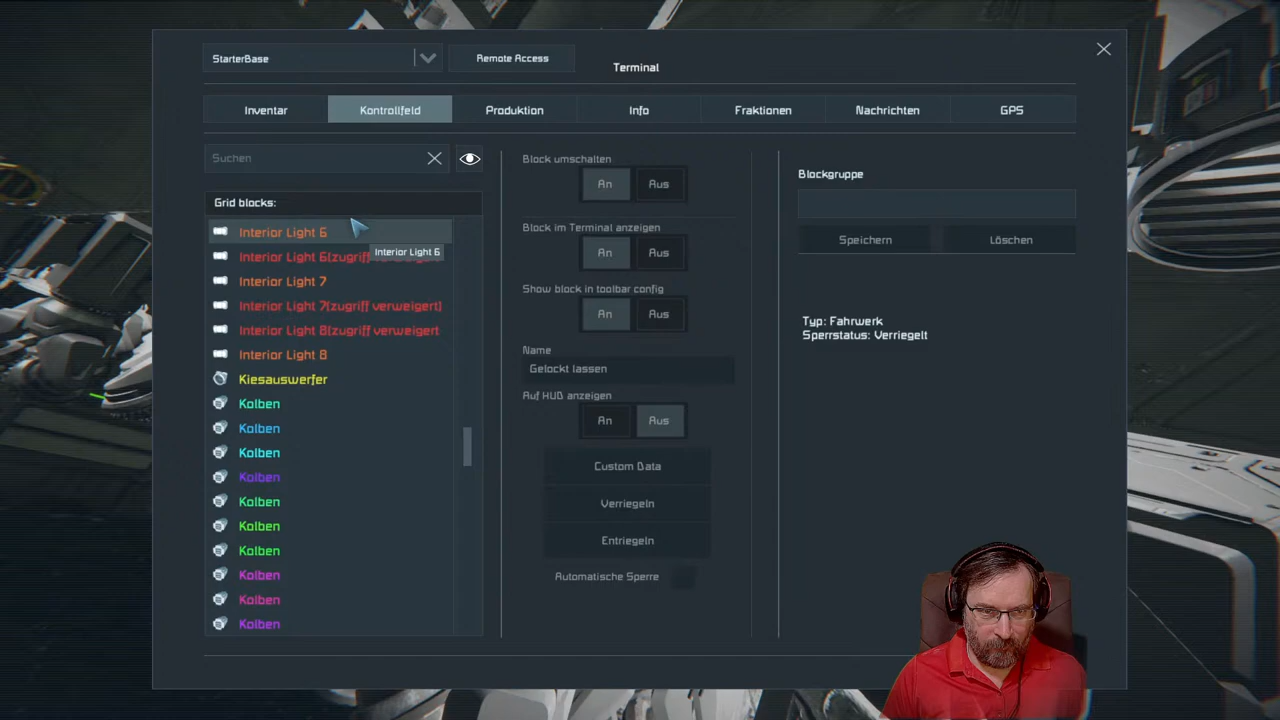 StarterBase
Remote Access
Terminal
Inventar
Kontrollfeld
Produktion
Info
Fraktionen
Nachrichten
GPS
Suchen
Grid blocks:
Interior Light 6
Interior Light 6(zugriff
Interior Light 6
Interior Light 7
Interior Light 7(zugriff verweigert)
Interior Light 8(zugriff verweigert
Interior Light 8
Kiesauswerfer
Kolben
Kolben
Kolben
Kolben
Kolben
Kolben
Kolben
Kolben
Kolben
Kolben
Block umschalten
An Aus
Block im Terminal anzeigen
An Aus
Show block in toolbar config
An Aus
Name
Gelockt lassen
Auf HUD anzeigen
An Aus
Custom Data
Verriegeln
Entriegeln
Automatische Sperre
Blockgruppe
Speichern
Löschen
Typ: Fahrwerk
Sperrstatus: Verriegelt